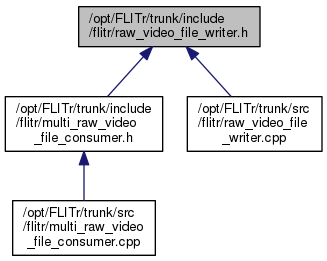 /opt/FLITr/trunk/include
/flitr/raw_video_file_writer.h
/opt/FLITr/trunk/include
/flitr/multi_raw_video
_file_consumer.h
/opt/FLITr/trunk/src
/flitr/raw_video_file
_writer.cpp
/opt/FLITr/trunk/src
/flitr/multi_raw_video
_file_consumer.cpp